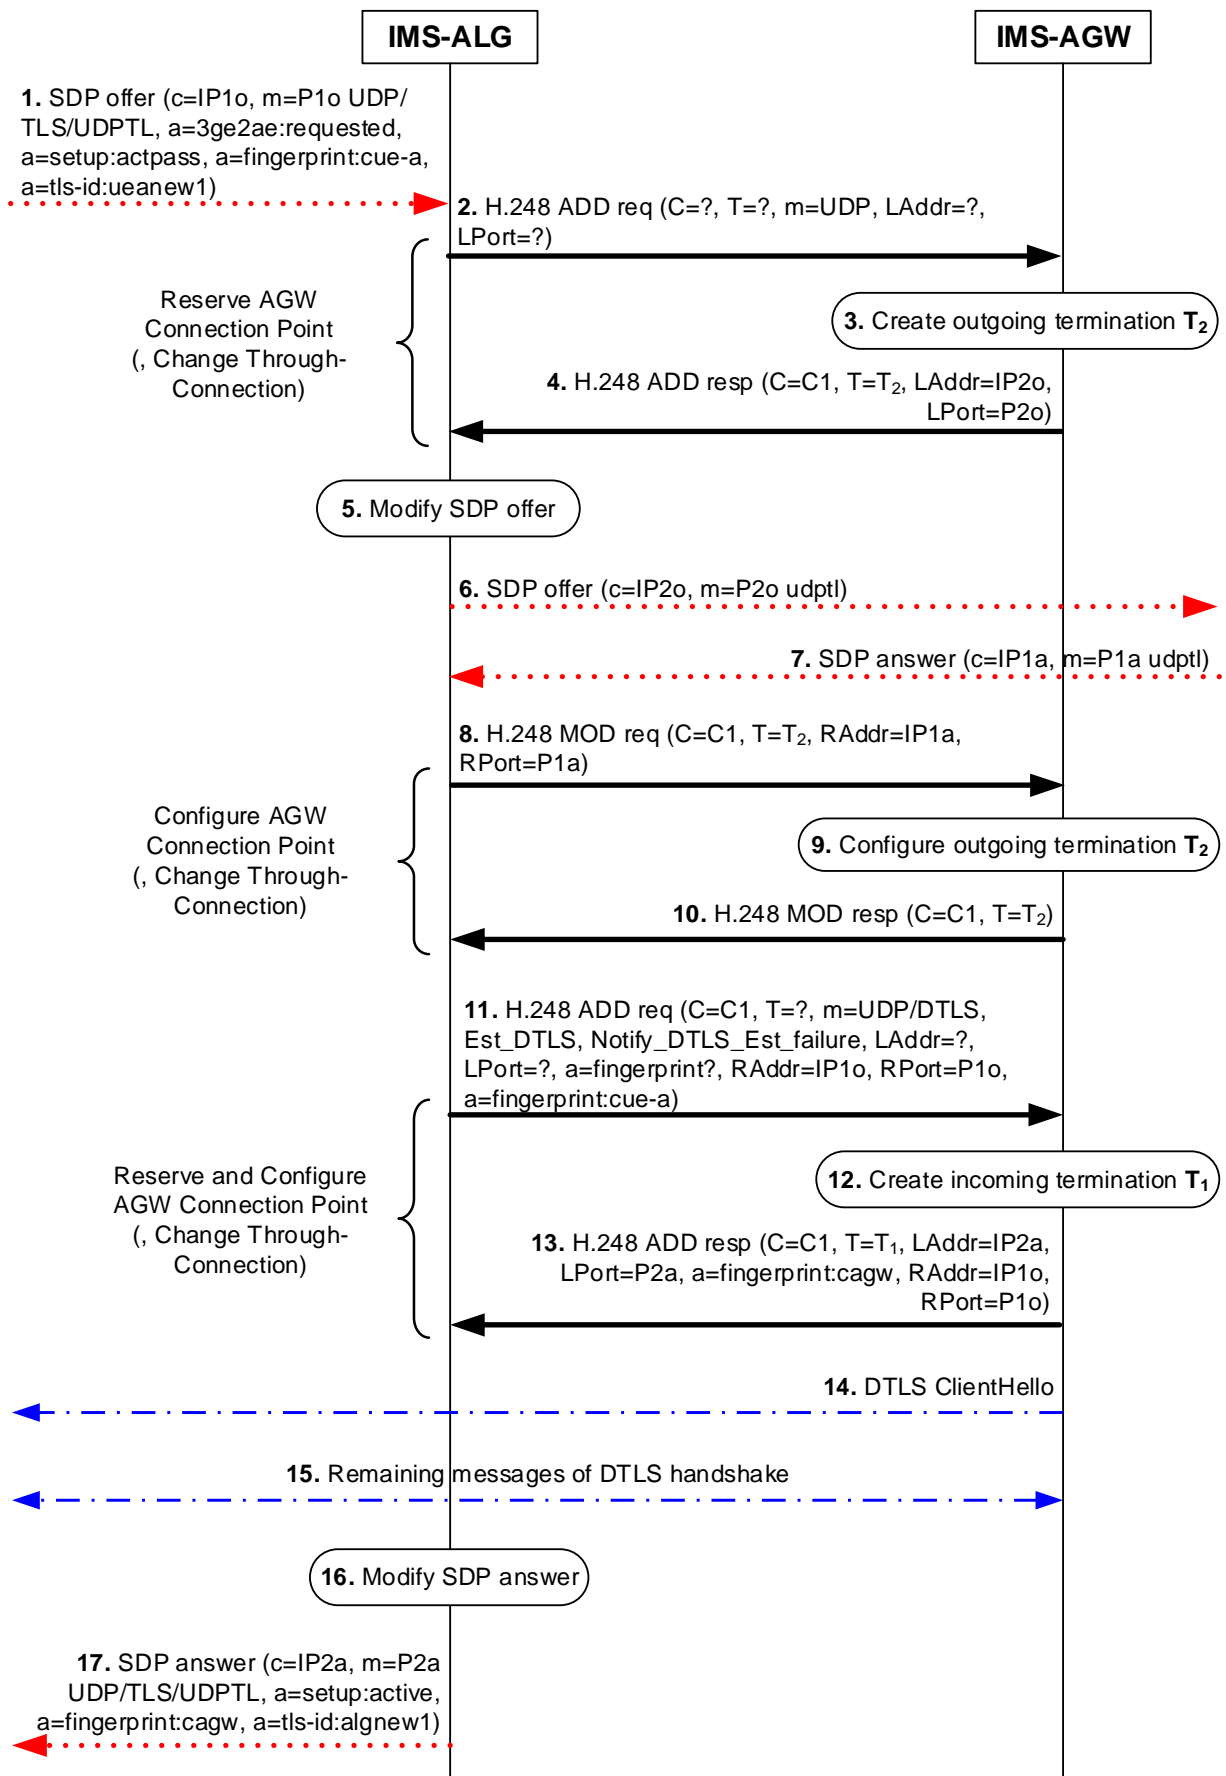 IMS-ALG
IMS-AGW
1. SDP offer (c=IP1o, m=P1o UDP/
TLS/UDPTL, a=3ge2ae:requested,
a=setup:actpass, a=fingerprint:cue-a,
a=tls-id:ueanew1)
2. H.248 ADD req (C=?, T=?, m=UDP, LAddr=?,
LPort=?)
Reserve AGW
Connection Point
(, Change Through-
Connection)
3. Create outgoing termination T2
4. H.248 ADD resp (C=C1, T=T2, LAddr=IP2o,
LPort=P2o)
5. Modify SDP offer
6. SDP offer (c=IP2o, m=P2o udptl)
7. SDP answer (c=IP1a, m=P1a udptl)
8. H.248 MOD req (C=C1, T=T2, RAddr=IP1a,
RPort=P1a)
Configure AGW
Connection Point
(, Change Through-
Connection)
9. Configure outgoing termination T2
10. H.248 MOD resp (C=C1, T=T2)
11. H.248 ADD req (C=C1, T=?, m=UDP/DTLS,
Est_DTLS, Notify_DTLS_Est_failure, LAddr=?,
LPort=?, a=fingerprint?, RAddr=IP1o, RPort=P1o,
a=fingerprint:cue-a)
Reserve and Configure
AGW Connection Point
(, Change Through-
Connection)
12. Create incoming termination T1
13. H.248 ADD resp (C=C1, T=T1, LAddr=IP2a,
LPort=P2a, a=fingerprint:cagw, RAddr=IP1o,
RPort=P1o)
14. DTLS ClientHello
15. Remaining messages of DTLS handshake
16. Modify SDP answer
17. SDP answer (c=IP2a, m=P2a
UDP/TLS/UDPTL, a=setup:active,
a=fingerprint:cagw, a=tls-id:algnew1)